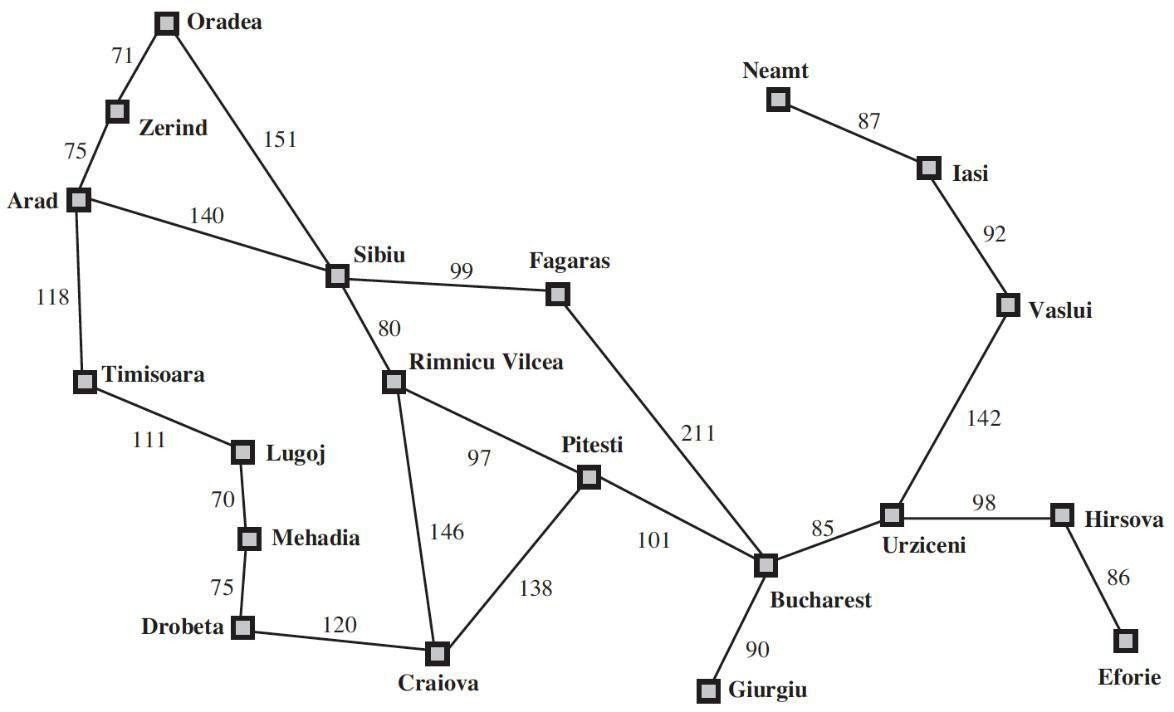 Oradea
71
Neamt
Zerind
87
151
75
Iasi
Arad
140
92
Sibiu
99
Fagaras
118
Vaslui
80
Rimnicu Vilcea
Timisoara
142
111
211
Lugoj
97
Pitesti
70
98
Hirsova
146
101
85
Mehadia
Urziceni
86
75
138
Bucharest
Drobeta
120
90
Eforie
Craiova
Giurgiu